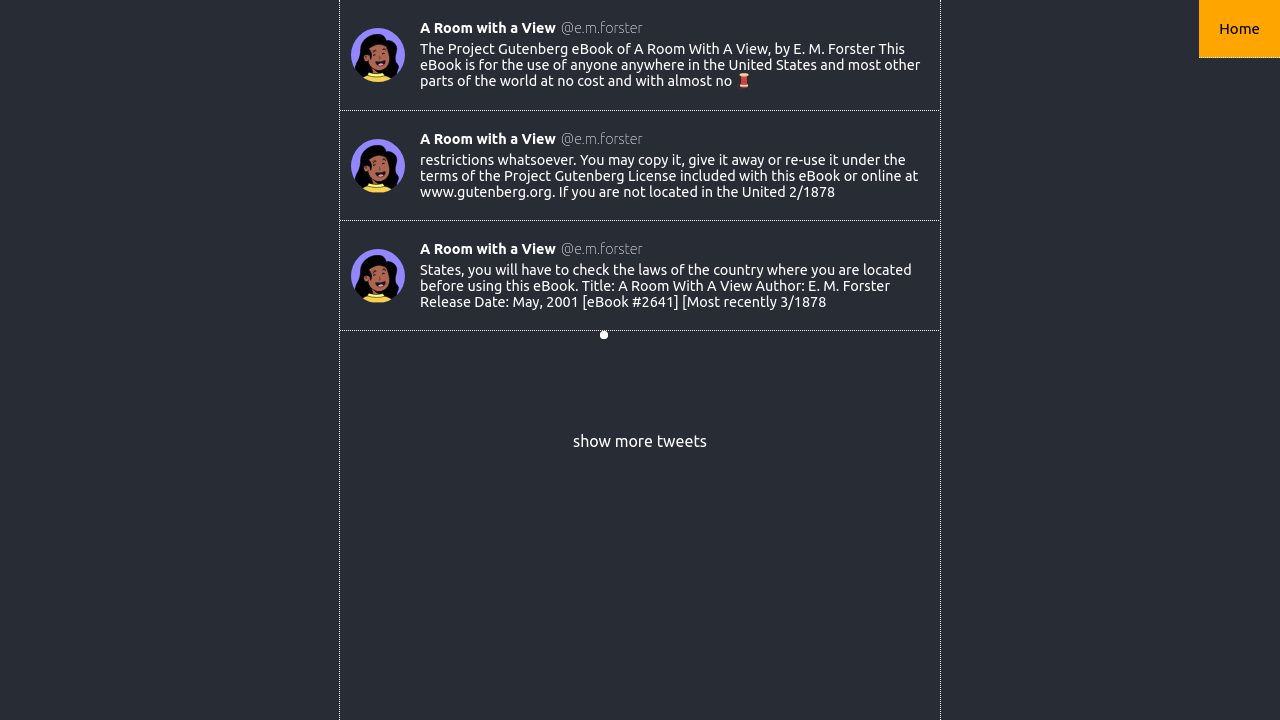 Home
A Room with a View @e.m.forster
The Project Gutenberg eBook of A Room With A View, by E. M. Forster This
eBook is for the use of anyone anywhere in the United States and most other
parts of the world at no cost and with almost no 🧵
A Room with a View @e.m.forster
restrictions whatsoever. You may copy it, give it away or re-use it under the
terms of the Project Gutenberg License included with this eBook or online at
www.gutenberg.org. If you are not located in the United 2/1878
A Room with a View @e.m.forster
States, you will have to check the laws of the country where you are located
before using this eBook. Title: A Room With A View Author: E. M. Forster
Release Date: May, 2001 [eBook #2641] [Most recently 3/1878
show more tweets